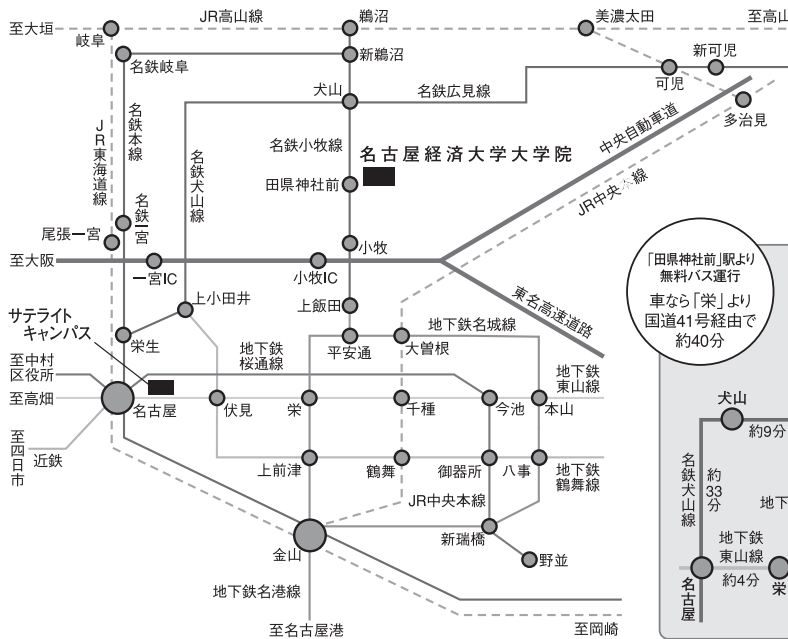 至大垣
JR高山線
鵜沼
美濃太田
至高山
岐阜
名鉄岐阜
新鵜沼
新可児
可児
犬山
名鉄広見線
多治見
JR東海道線
名鉄本線
名鉄犬山線
名鉄小牧線
名古屋経済大学大学院
中央自動車道
田県神社前
JR中央本線
名鉄一宮
尾張一宮
小牧
至大阪
一宮IC
小牧IC
上小田井
上飯田
東名高速道路
「田県神社前」駅より
無料バス運行
車なら「栄」より
国道41号経由で
約40分
サテライト
キャンパス
栄生
地下鉄
桜通線
平安通
大曽根
地下鉄名城線
至中村
区役所
地下鉄
東山線
至高畑
名古屋
伏見
栄
千種
今池
本山
至四日市
近鉄
上前津
鶴舞
御器所
八事
地下鉄
鶴舞線
JR中央本線
金山
新瑞橋
野並
地下鉄名港線
至名古屋港
至岡崎
犬山
約9分
名鉄犬山線
約33分
地下
地下鉄
東山線
約4分
名古屋
栄